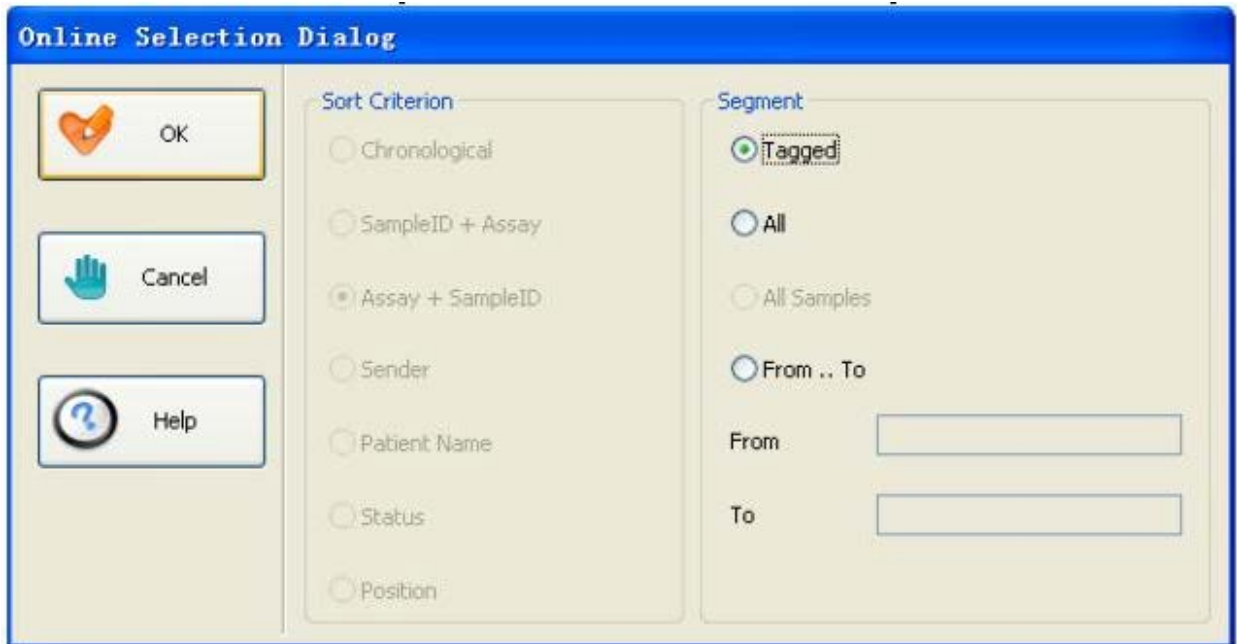 Online Selection Dialog
OK
Cancel
Help
Sort Criterion
Chronological
SampleID + Assay
Assay + SampleID
Sender
Patient Name
Status
Position
Segment
Tagged
All
All Samples
From .. To
From
To